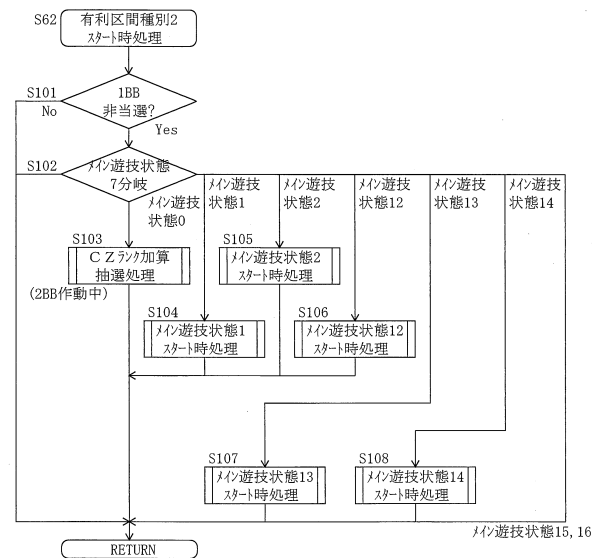 S62
有利区間種別2
スタート時処理
S101
1BB
非当選?
No
Yes
S102
メイン遊技状態
7分岐
メイン遊技
状態0
メイン遊技
状態1
メイン遊技
状態2
メイン遊技
状態12
メイン遊技
状態13
メイン遊技
状態14
S103
CZランク加算
抽選処理
(2BB作動中)
S105
メイン遊技状態2
スタート時処理
S104
メイン遊技状態1
スタート時処理
S106
メイン遊技状態12
スタート時処理
S107
メイン遊技状態13
スタート時処理
S108
メイン遊技状態14
スタート時処理
メイン遊技状態15,16
RETURN